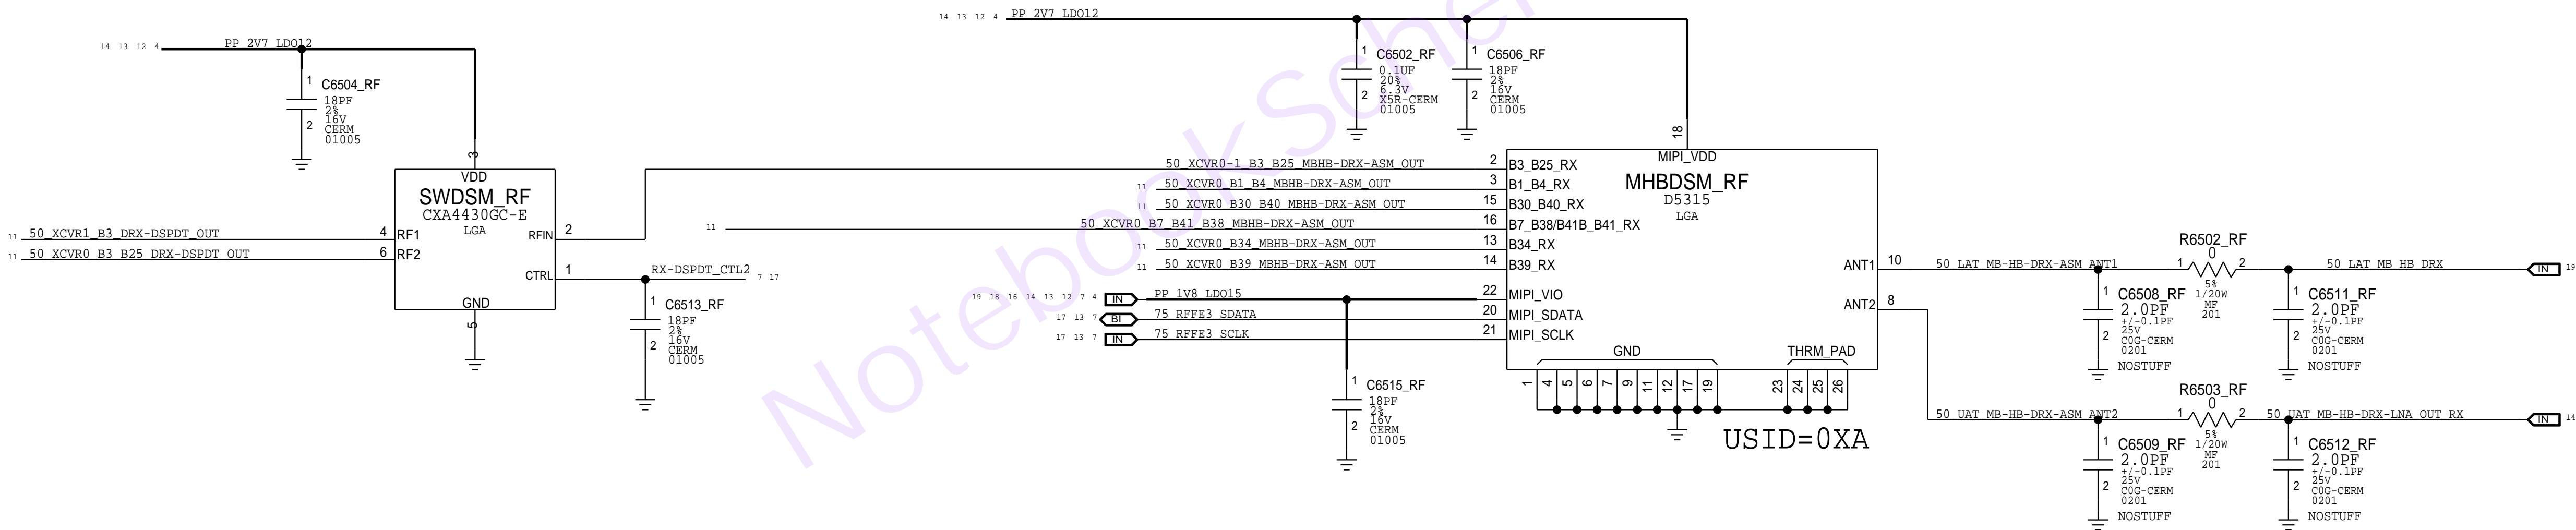 14 13 12 4 PP_2V7_LDO12
14 13 12 4 PP_2V7_LDO12
1 C6504_RF
18PF
2%
16V
CERM
01005
2
1 C6502_RF
0.1UF
20%
6.3V
X5R-CERM
01005
2
1 C6506_RF
18PF
2%
16V
CERM
01005
2
3
VDD
SWDSM_RF
CXA4430GC-E
LGA
11 50_XCVR1_B3_DRX-DSPDT_OUT 4 RF1
11 50_XCVR0_B3_B25_DRX-DSPDT_OUT 6 RF2
RFIN 2
CTRL 1
RX-DSPDT_CTL2 7 17
GND
5
1 C6513_RF
18PF
2%
16V
CERM
01005
2
18
MIPI_VDD
MHBDSM_RF
D5315
LGA
50_XCVR0-1_B3_B25_MBHB-DRX-ASM_OUT 2 B3_B25_RX
11 50_XCVR0_B1_B4_MBHB-DRX-ASM_OUT 3 B1_B4_RX
11 50_XCVR0_B30_B40_MBHB-DRX-ASM_OUT 15 B30_B40_RX
11 50_XCVR0_B7_B41_B38_MBHB-DRX-ASM_OUT 16 B7_B38/B41B_B41_RX
11 50_XCVR0_B34_MBHB-DRX-ASM_OUT 13 B34_RX
11 50_XCVR0_B39_MBHB-DRX-ASM_OUT 14 B39_RX
19 18 16 14 13 12 7 4 IN PP_1V8_LDO15 22 MIPI_VIO
17 13 7 BI 75_RFFE3_SDATA 20 MIPI_SDATA
17 13 7 IN 75_RFFE3_SCLK 21 MIPI_SCLK
1 C6515_RF
18PF
2%
16V
CERM
01005
2
GND THRM_PAD
1 4 5 6 7 9 11 12 17 19 23 24 25 26
USID=0XA
ANT1 10 50_LAT_MB-HB-DRX-ASM_ANT1
R6502_RF
0
1 2
5%
1/20W
MF
201
50_LAT_MB_HB_DRX IN 19
1 C6508_RF
2.0PF
+/-0.1PF
25V
C0G-CERM
0201
2
NOSTUFF
1 C6511_RF
2.0PF
+/-0.1PF
25V
C0G-CERM
0201
2
NOSTUFF
ANT2 8
50_UAT_MB-HB-DRX-ASM_ANT2
R6503_RF
0
1 2
5%
1/20W
MF
201
50_UAT_MB-HB-DRX-LNA_OUT_RX IN 14
1 C6509_RF
2.0PF
+/-0.1PF
25V
C0G-CERM
0201
2
NOSTUFF
1 C6512_RF
2.0PF
+/-0.1PF
25V
C0G-CERM
0201
2
NOSTUFF